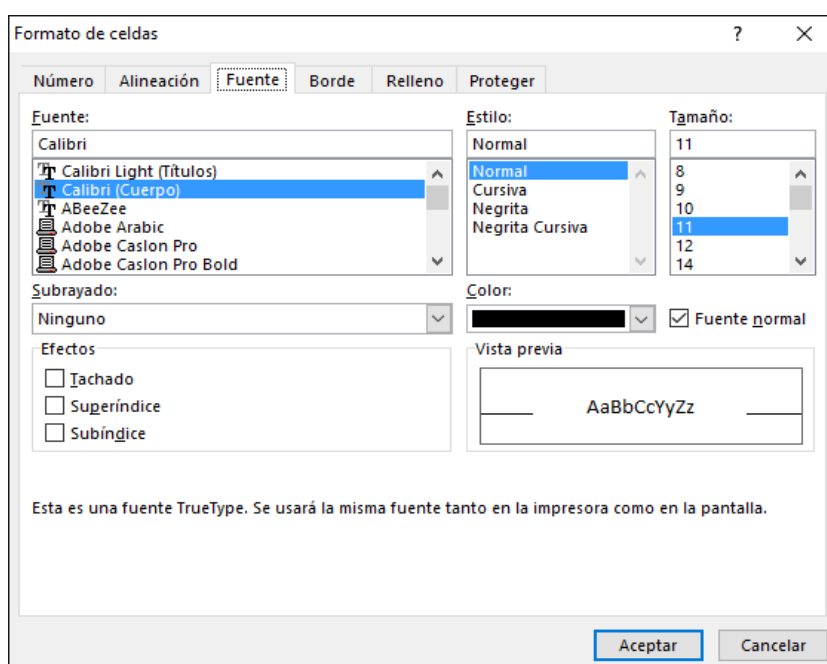 Formato de celdas
Número Alineación Fuente Borde Relleno Proteger
Fuente: Estilo: Tamaño:
Calibri Normal 11
Calibri Light (Títulos) Normal 8
Calibri (Cuerpo) Cursiva 9
ABeeZee Negrita 10
Adobe Arabic Negrita Cursiva 11
Adobe Caslon Pro 12
Adobe Caslon Pro Bold 14
Subrayado: Color:
Ninguno Fuente normal
Efectos Vista previa
Tachado
Superíndice AaBbCcYyZz
Subíndice
Esta es una fuente TrueType. Se usará la misma fuente tanto en la impresora como en la pantalla.
Aceptar Cancelar